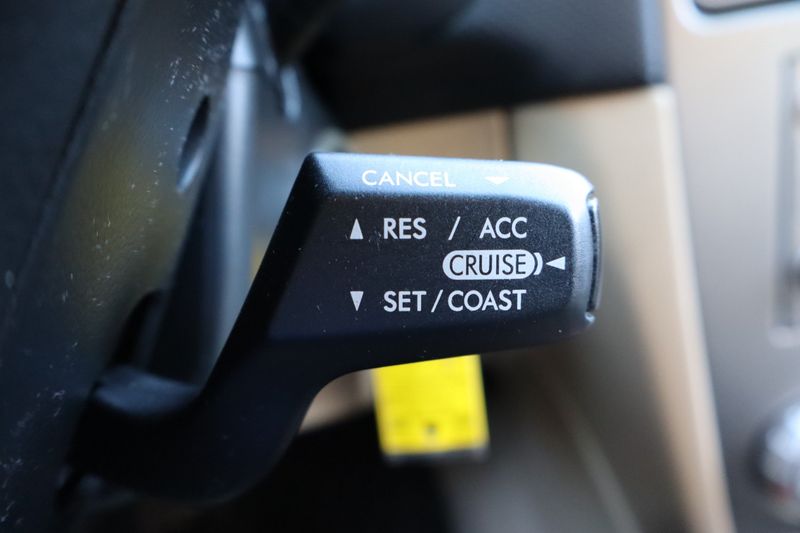 CANCEL
RES / ACC
CRUISE
SET / COAST